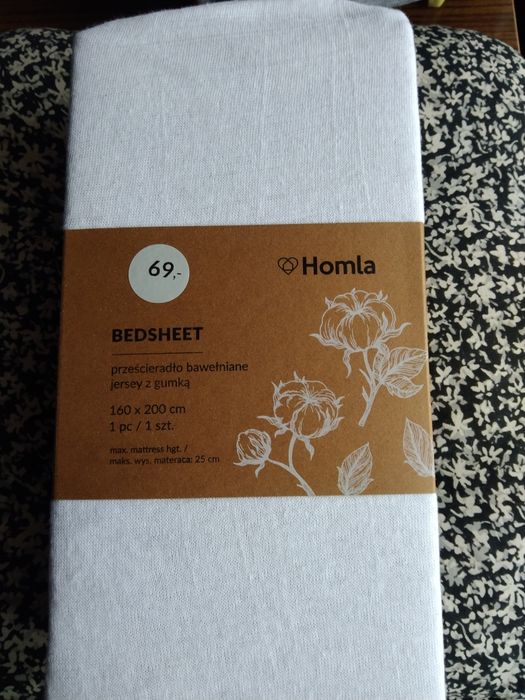 69,-
Homla
BEDSHEET
prześcieradło bawełniane
jersey z gumką
160 x 200 cm
1 pc / 1 szt.
max. mattress hgt. /
maks. wys. materaca: 25 cm